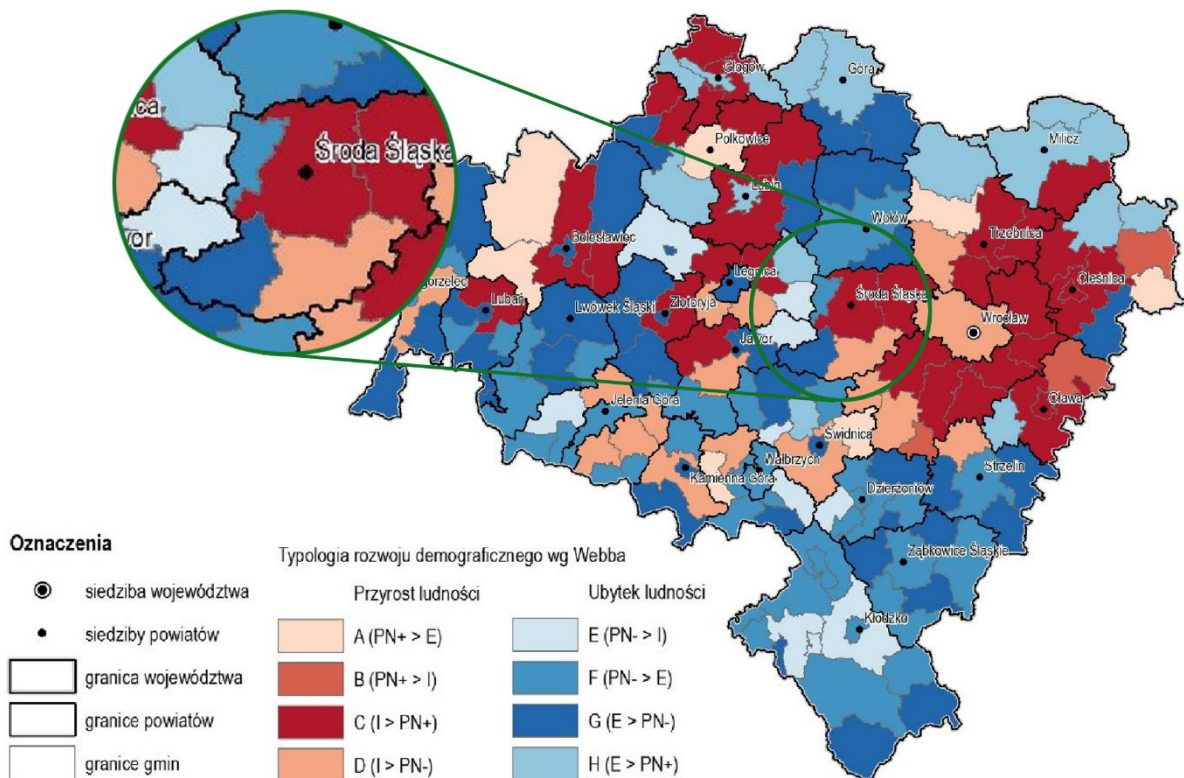 ca
Środa Śląska
wor
Głogów
Góra
Polkowice
Milicz
Lubin
Wołów
Trzebnica
Bolesławiec
Legnica
Oleśnica
gorzelec
Lubań
Lwówek Śląski
Złotoryja
Środa Śląska
Wrocław
Jawor
Jelenia Góra
Oława
Świdnica
Kamienna Góra
Wałbrzych
Strzelin
Dzierżoniów
Ząbkowice Śląskie
Kłodzko
Oznaczenia
siedziba województwa
siedziby powiatów
granica województwa
granice powiatów
granice gmin
Typologia rozwoju demograficznego wg Webba
Przyrost ludności
A (PN+ > E)
B (PN+ > I)
C (I > PN+)
D (I > PN-)
Ubytek ludności
E (PN- > I)
F (PN- > E)
G (E > PN-)
H (E > PN+)